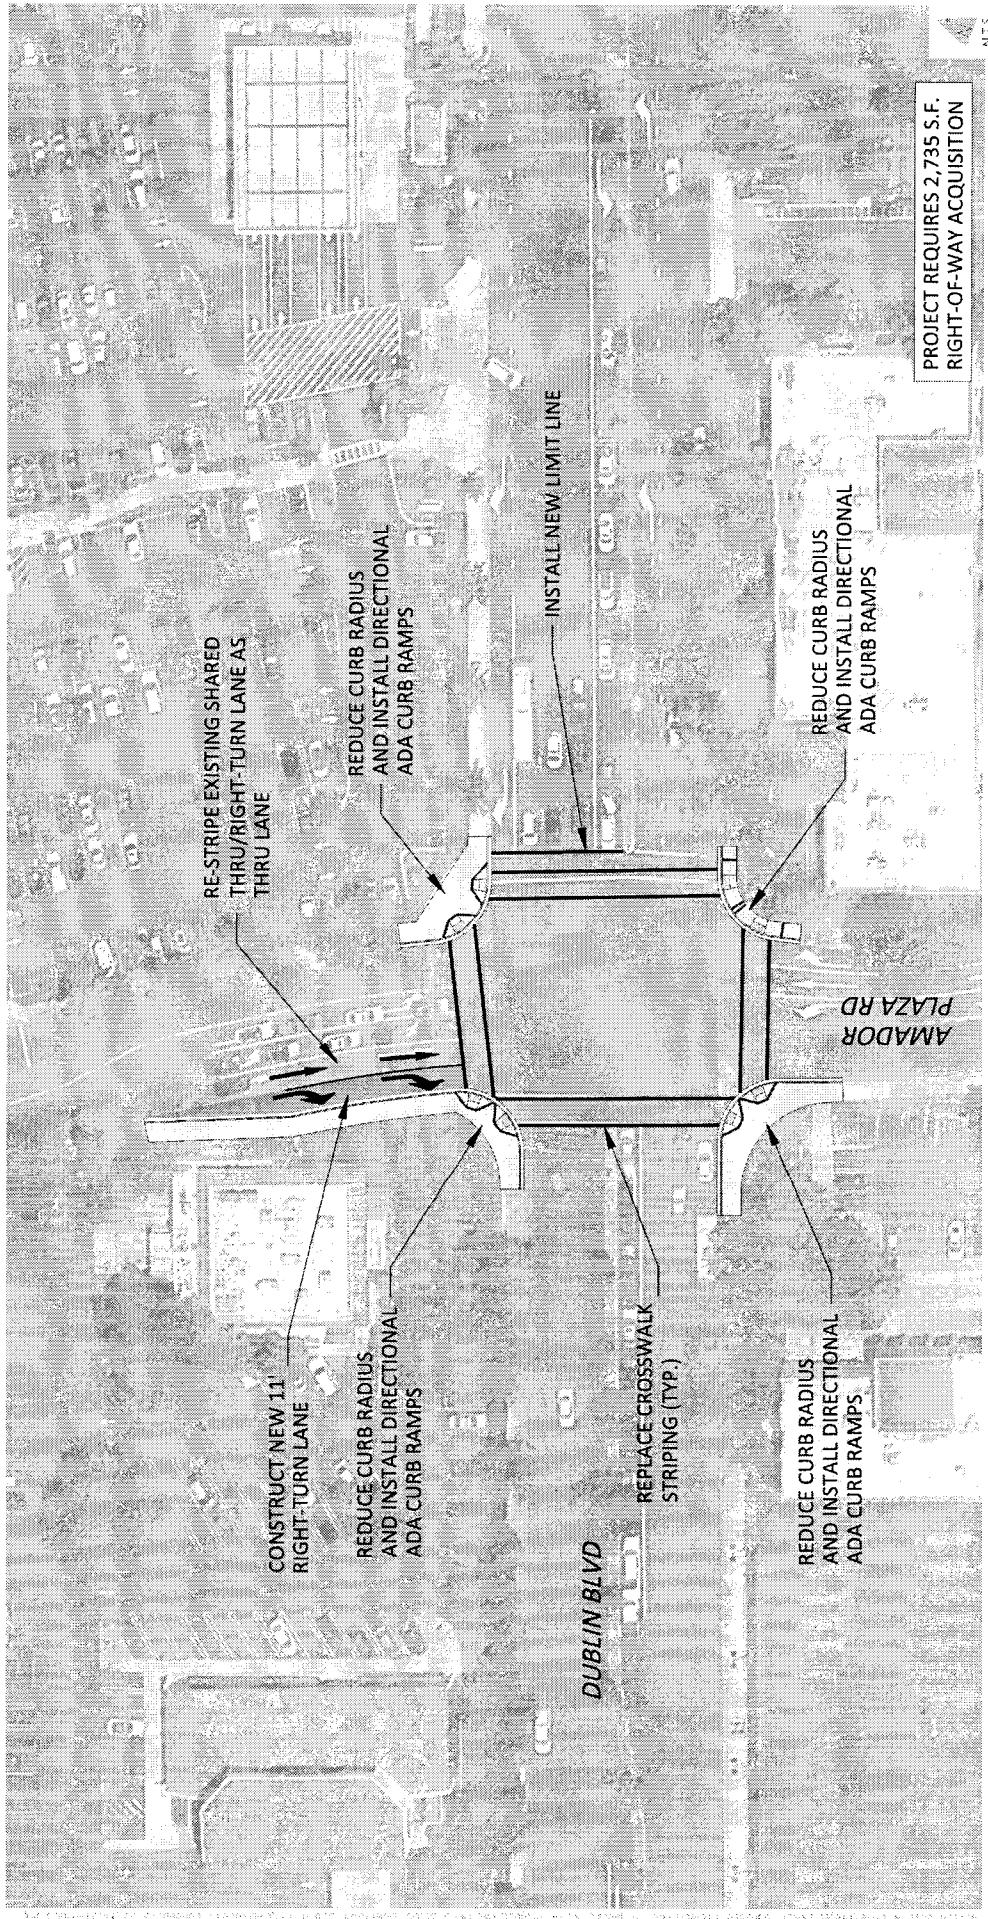 CONSTRUCT NEW 11'
RIGHT-TURN LANE
REDUCE CURB RADIUS
AND INSTALL DIRECTIONAL
ADA CURB RAMPS
RE-STRIPE EXISTING SHARED
THRU/RIGHT-TURN LANE AS
THRU LANE
REDUCE CURB RADIUS
AND INSTALL DIRECTIONAL
ADA CURB RAMPS
INSTALL NEW LIMIT LINE
DUBLIN BLVD
REPLACE CROSSWALK
STRIPING (TYP.)
REDUCE CURB RADIUS
AND INSTALL DIRECTIONAL
ADA CURB RAMPS
AMADOR
PLAZA RD
REDUCE CURB RADIUS
AND INSTALL DIRECTIONAL
ADA CURB RAMPS
PROJECT REQUIRES 2,735 S.F.
RIGHT-OF-WAY ACQUISITION